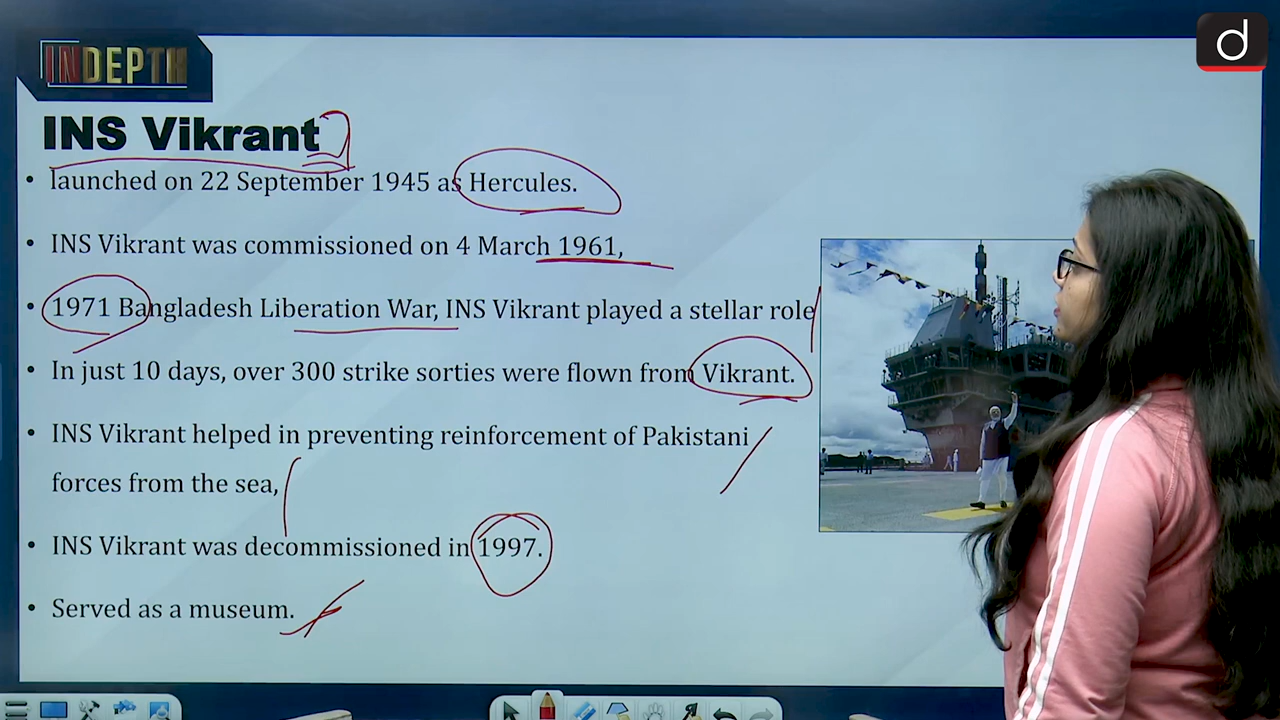 INDEPTH
d
INS Vikrant
• launched on 22 September 1945 as Hercules.
• INS Vikrant was commissioned on 4 March 1961,
• 1971 Bangladesh Liberation War, INS Vikrant played a stellar role
• In just 10 days, over 300 strike sorties were flown from Vikrant.
• INS Vikrant helped in preventing reinforcement of Pakistani
forces from the sea,
• INS Vikrant was decommissioned in 1997.
• Served as a museum.